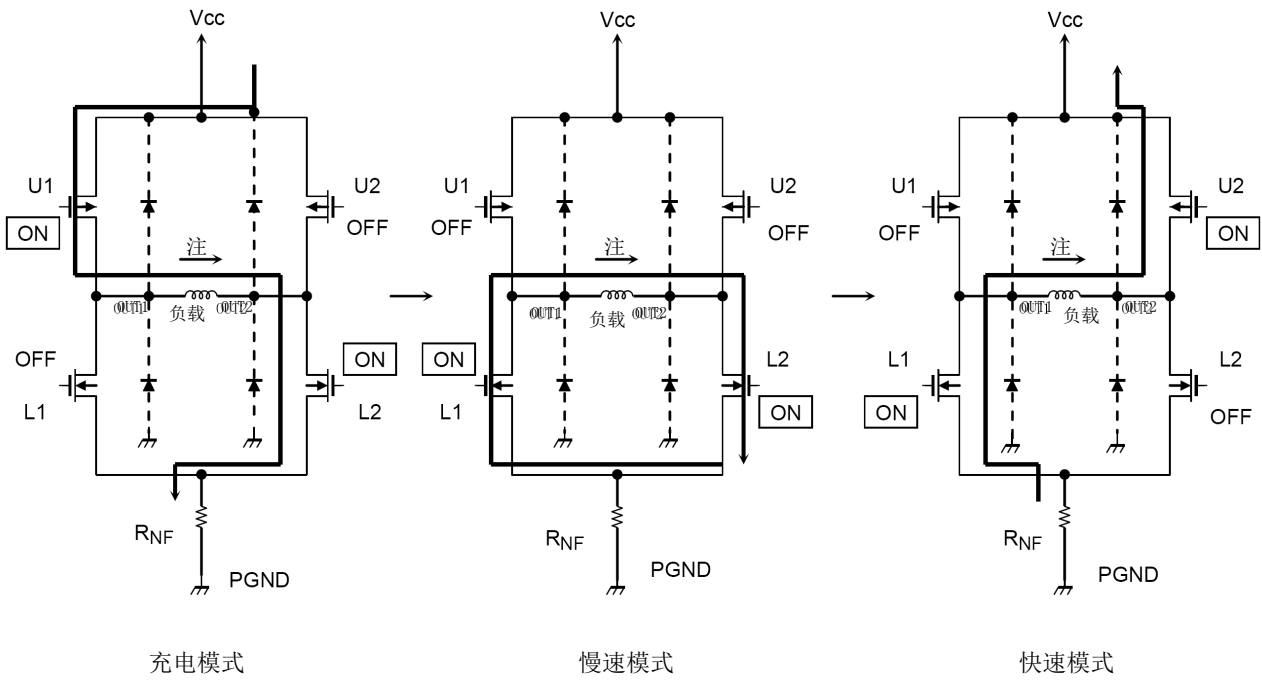 Vcc
U1
ON
U2
OFF
注
OUT1
负载
OUT2
OFF
L1
ON
L2
RNF
PGND
充电模式
Vcc
U1
OFF
U2
OFF
注
OUT1
负载
OUT2
ON
L1
L2
ON
RNF
PGND
慢速模式
Vcc
U1
OFF
U2
ON
注
OUT1
负载
OUT2
L1
ON
L2
OFF
RNF
PGND
快速模式